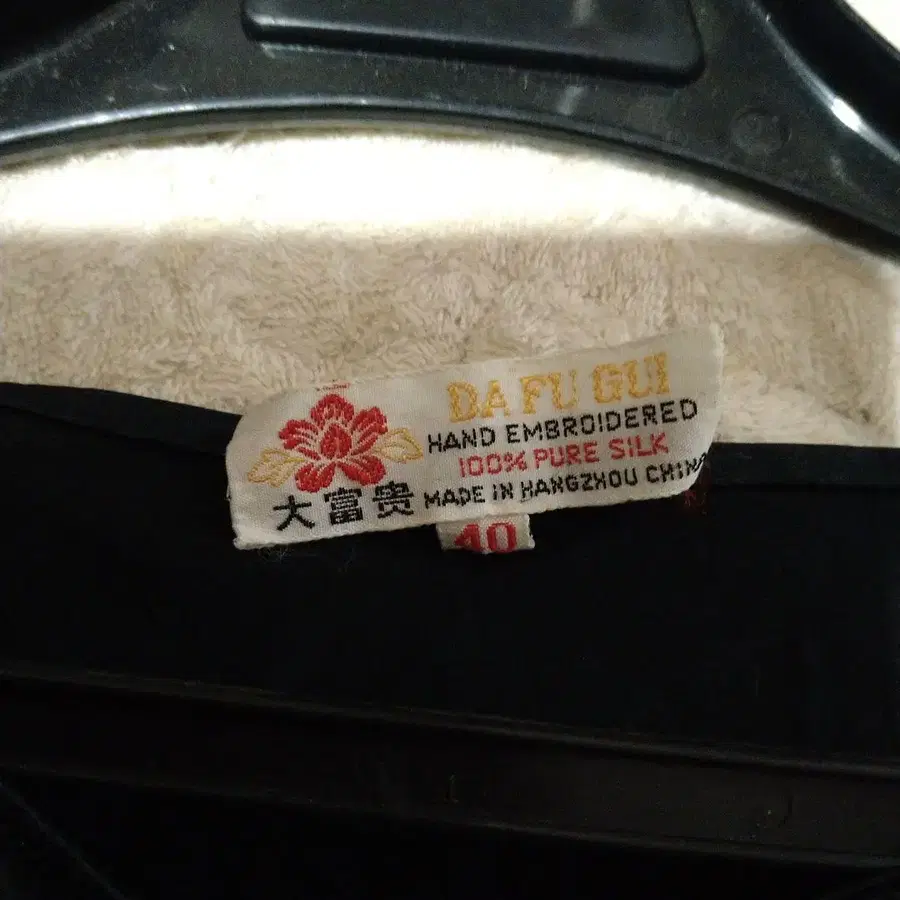 DA FU GUI
HAND EMBROIDERED
100% PURE SILK
大富贵 MADE IN HANGZHOU CHINA
40